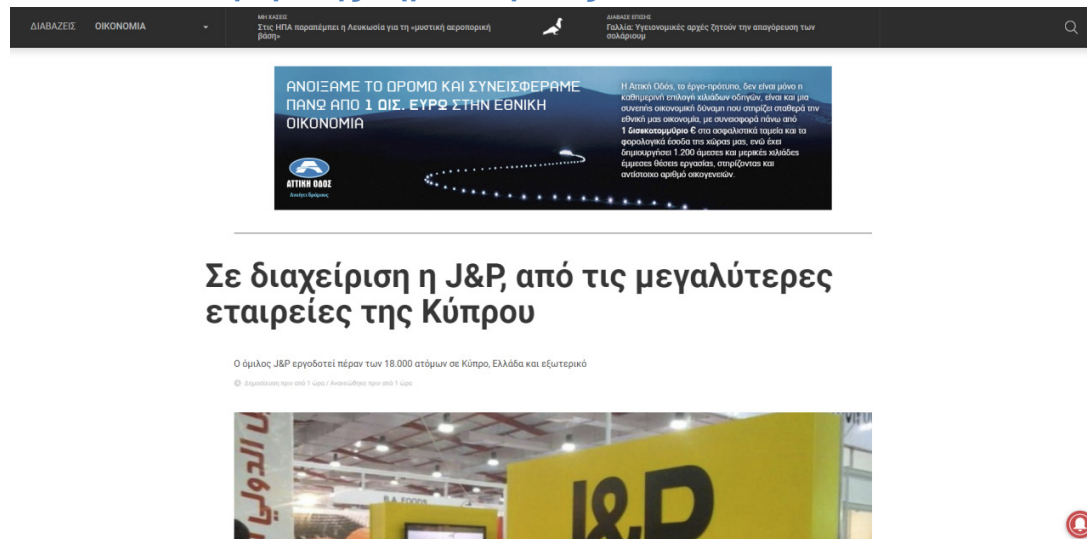 ΔΙΑΒΑΖΕΙΣ
ΟΙΚΟΝΟΜΙΑ
ΜΗ ΧΑΣΕΙΣ
Στις ΗΠΑ παραπέμπει η Λευκωσία για τη «μυστική αεροπορική
βάση»
ΔΙΑΒΑΣΕ ΕΠΙΣΗΣ
Γαλλία: Υγειονομικές αρχές ζητούν την απαγόρευση των
σολάριουμ
ΑΝΟΙΞΑΜΕ ΤΟ ΔΡΟΜΟ ΚΑΙ ΣΥΝΕΙΣΦΕΡΑΜΕ
ΠΑΝΩ ΑΠΟ 1 ΔΙΣ. ΕΥΡΩ ΣΤΗΝ ΕΘΝΙΚΗ
ΟΙΚΟΝΟΜΙΑ
ΑΤΤΙΚΗ ΟΔΟΣ
Ανοίγει δρόμους
Η Αττική Οδός, το έργο-πρότυπο, δεν είναι μόνο η
καθημερινή επιλογή χιλιάδων οδηγών, είναι και μια
συνεπής οικονομική δύναμη που στηρίζει σταθερά την
εθνική μας οικονομία, με συνεισφορά πάνω από
1 δισεκατομμύριο € στα ασφαλιστικά ταμεία και τα
φορολογικά έσοδα της χώρας μας, ενώ έχει
δημιουργήσει 1.200 άμεσες και μερικές χιλιάδες
έμμεσες θέσεις εργασίας, στηρίζοντας και
αντίστοιχο αριθμό οικογενειών.
Σε διαχείριση η J&P, από τις μεγαλύτερες
εταιρείες της Κύπρου
Ο όμιλος J&P εργοδοτεί πέραν των 18.000 ατόμων σε Κύπρο, Ελλάδα και εξωτερικό
Δημοσίευση πριν από 1 ώρα / Ανανεώθηκε πριν από 1 ώρα
B.A. FOODS
J&P